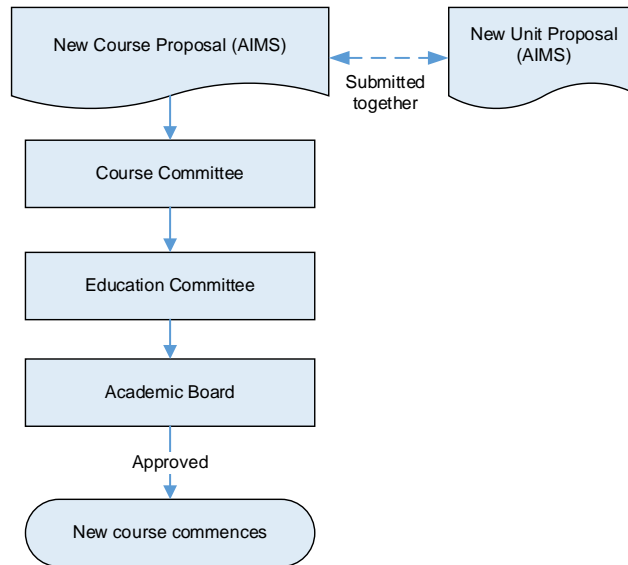 New Course Proposal (AIMS)
New Unit Proposal
(AIMS)
Submitted
together
Course Committee
Education Committee
Academic Board
Approved
New course commences